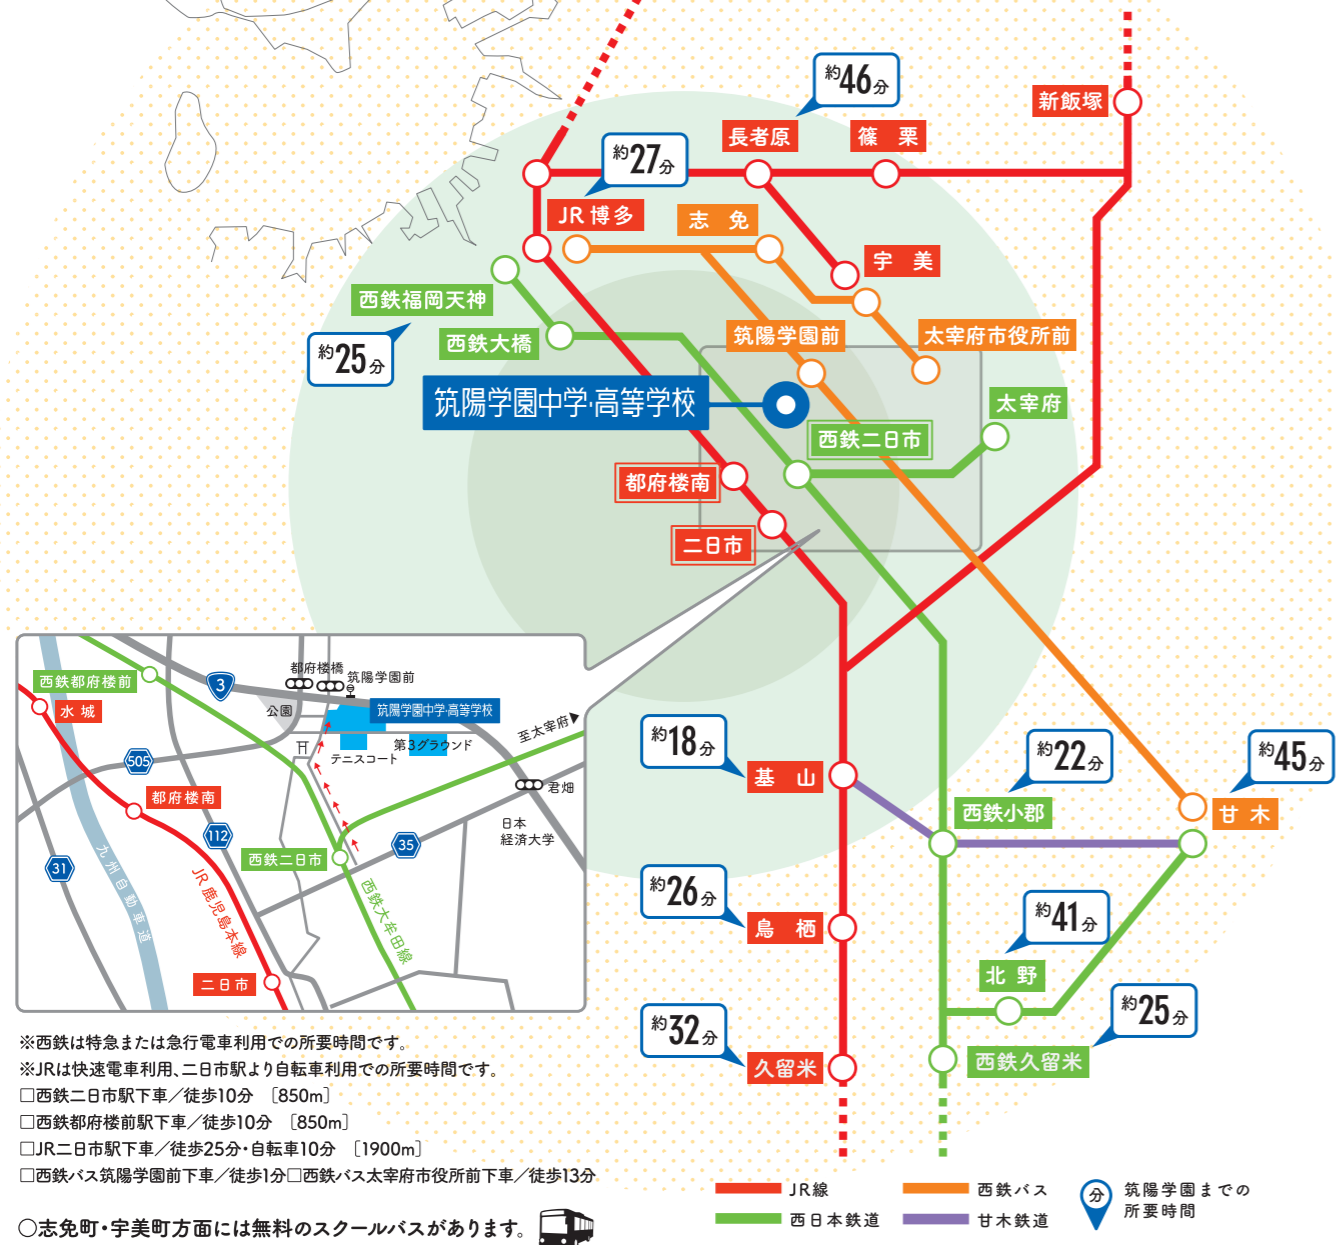 新飯塚
約46分
長者原
篠栗
約27分
JR博多
志免
宇美
西鉄福岡天神
西鉄大橋
約25分
筑陽学園前
太宰府市役所前
筑陽学園中学・高等学校
太宰府
西鉄二日市
都府楼南
二日市
都府楼橋
筑陽学園前
西鉄都府楼前
3
水城
公園
筑陽学園中学・高等学校
至太宰府▶
第3グラウンド
テニスコート
505
君畑
都府楼南
日本
経済大学
112
35
西鉄二日市
31
九州自動車道
JR鹿児島本線
西鉄大牟田線
二日市
約18分
基山
約22分
西鉄小郡
約45分
甘木
約26分
鳥栖
約41分
北野
約32分
久留米
約25分
西鉄久留米
※西鉄は特急または急行電車利用での所要時間です。
※JRは快速電車利用、二日市駅より自転車利用での所要時間です。
□西鉄二日市駅下車／徒歩10分 [850m]
□西鉄都府楼前駅下車／徒歩10分 [850m]
□JR二日市駅下車／徒歩25分・自転車10分 [1900m]
□西鉄バス筑陽学園前下車／徒歩1分□西鉄バス太宰府市役所前下車／徒歩13分
○志免町・宇美町方面には無料のスクールバスがあります。
JR線
西鉄バス
西日本鉄道
甘木鉄道
分
筑陽学園までの
所要時間